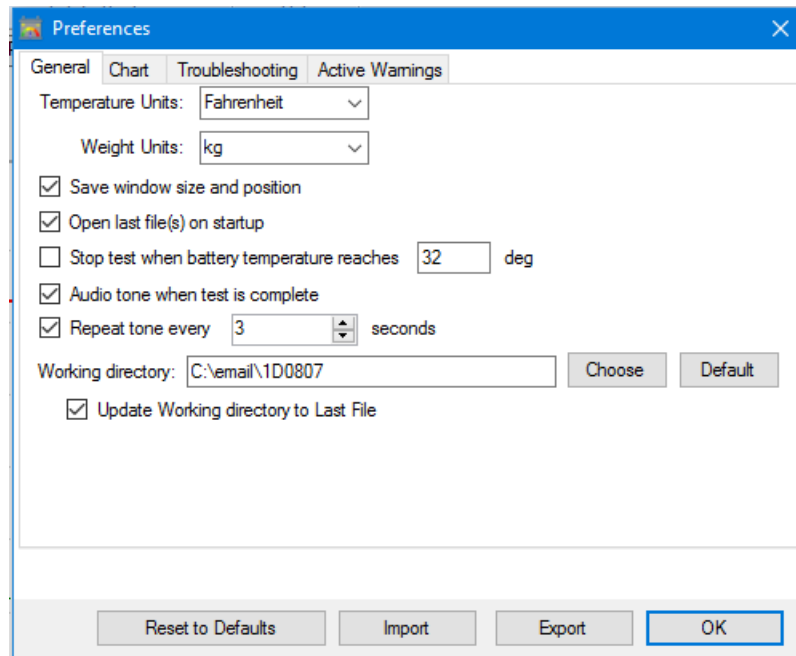 Preferences
General Chart Troubleshooting Active Warnings
Temperature Units: Fahrenheit
Weight Units: kg
Save window size and position
Open last file(s) on startup
Stop test when battery temperature reaches 32 deg
Audio tone when test is complete
Repeat tone every 3 seconds
Working directory: C:\email\1D0807 Choose Default
Update Working directory to Last File
Reset to Defaults Import Export OK